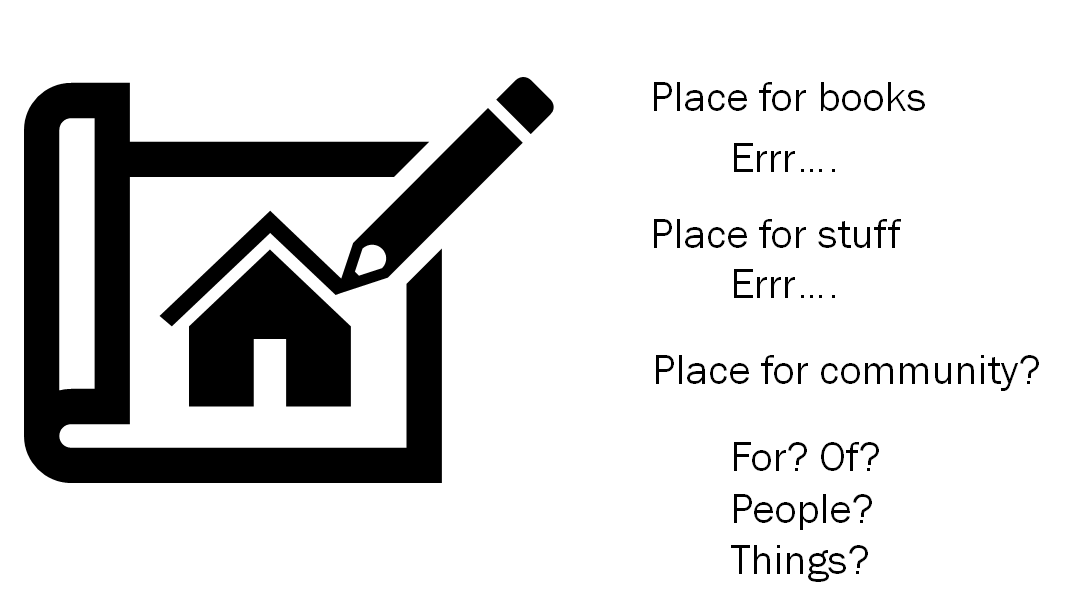 Place for books
Errr....
Place for stuff
Errr....
Place for community?
For? Of?
People?
Things?